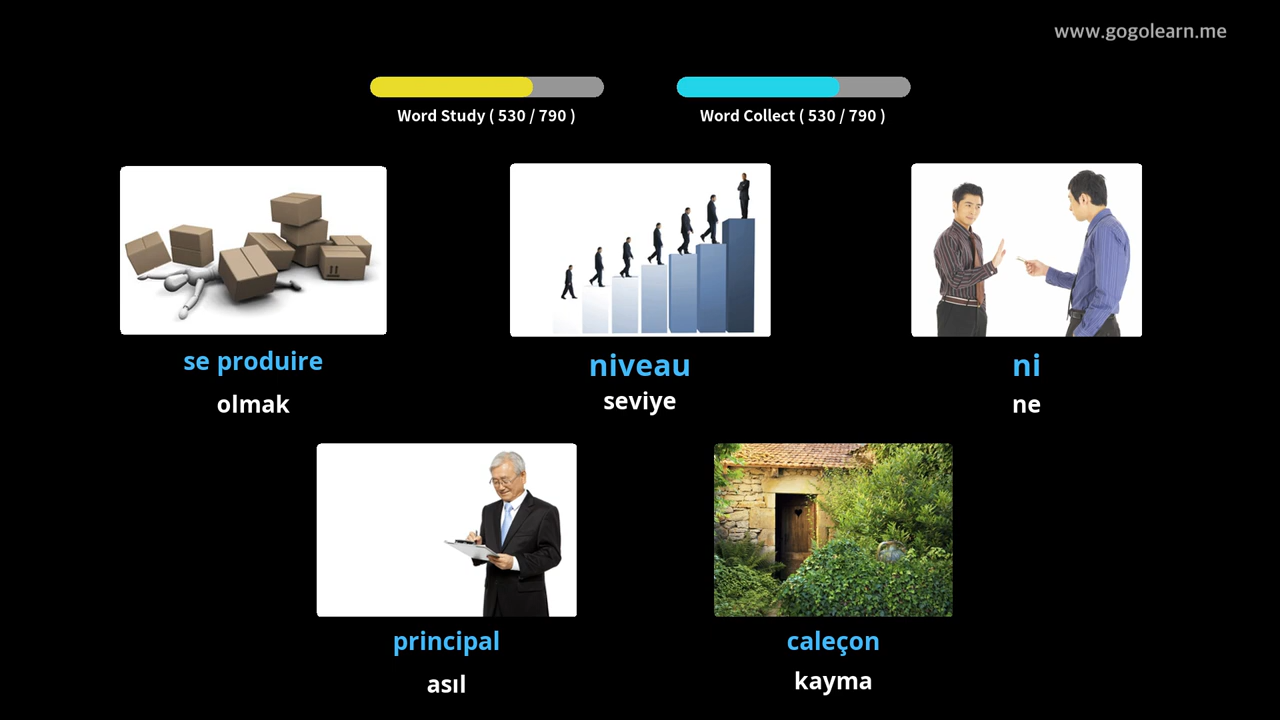 www.gogolearn.me
Word Study ( 530 / 790 )
Word Collect ( 530 / 790 )
se produire
olmak
niveau
seviye
ni
ne
principal
asıl
caleçon
kayma